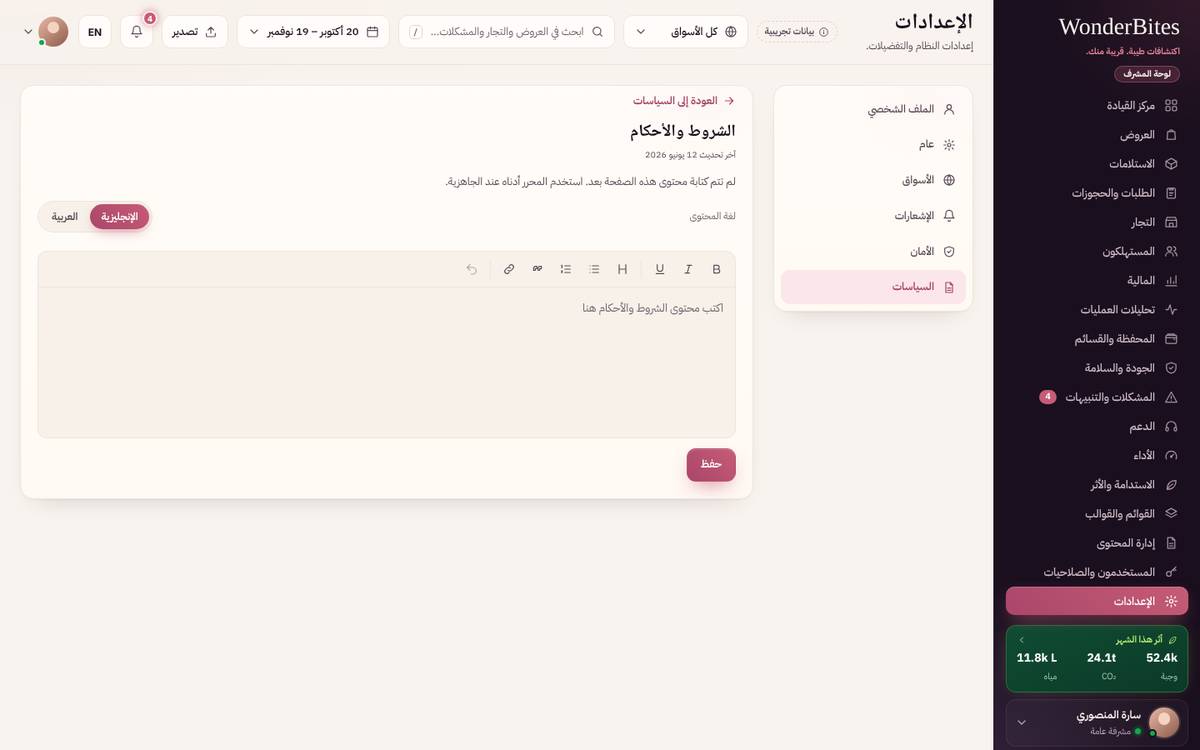 WonderBites
اكتشافات طيبة. قريبة منك.
لوحة المشرف
مركز القيادة
العروض
الاستلامات
الطلبات والحجوزات
التجار
المستهلكون
المالية
تحليلات العمليات
المحفظة والقسائم
الجودة والسلامة
المشكلات والتنبيهات 4
الدعم
الأداء
الاستدامة والأثر
القوائم والقوالب
إدارة المحتوى
المستخدمون والصلاحيات
الإعدادات
أثر هذا الشهر
52.4k 24.1t 11.8k L
وجبة CO₂ مياه
سارة المنصوري
مشرفة عامة
الإعدادات
إعدادات النظام والتفضيلات.
بيانات تجريبية
كل الأسواق
ابحث في العروض والتجار والمشكلات... /
20 أكتوبر – 19 نوفمبر
تصدير
4
EN
الملف الشخصي
عام
الأسواق
الإشعارات
الأمان
السياسات
العودة إلى السياسات
الشروط والأحكام
آخر تحديث 12 يونيو 2026
لم تتم كتابة محتوى هذه الصفحة بعد. استخدم المحرر أدناه عند الجاهزية.
لغة المحتوى
الإنجليزية العربية
B I U H
اكتب محتوى الشروط والأحكام هنا
حفظ